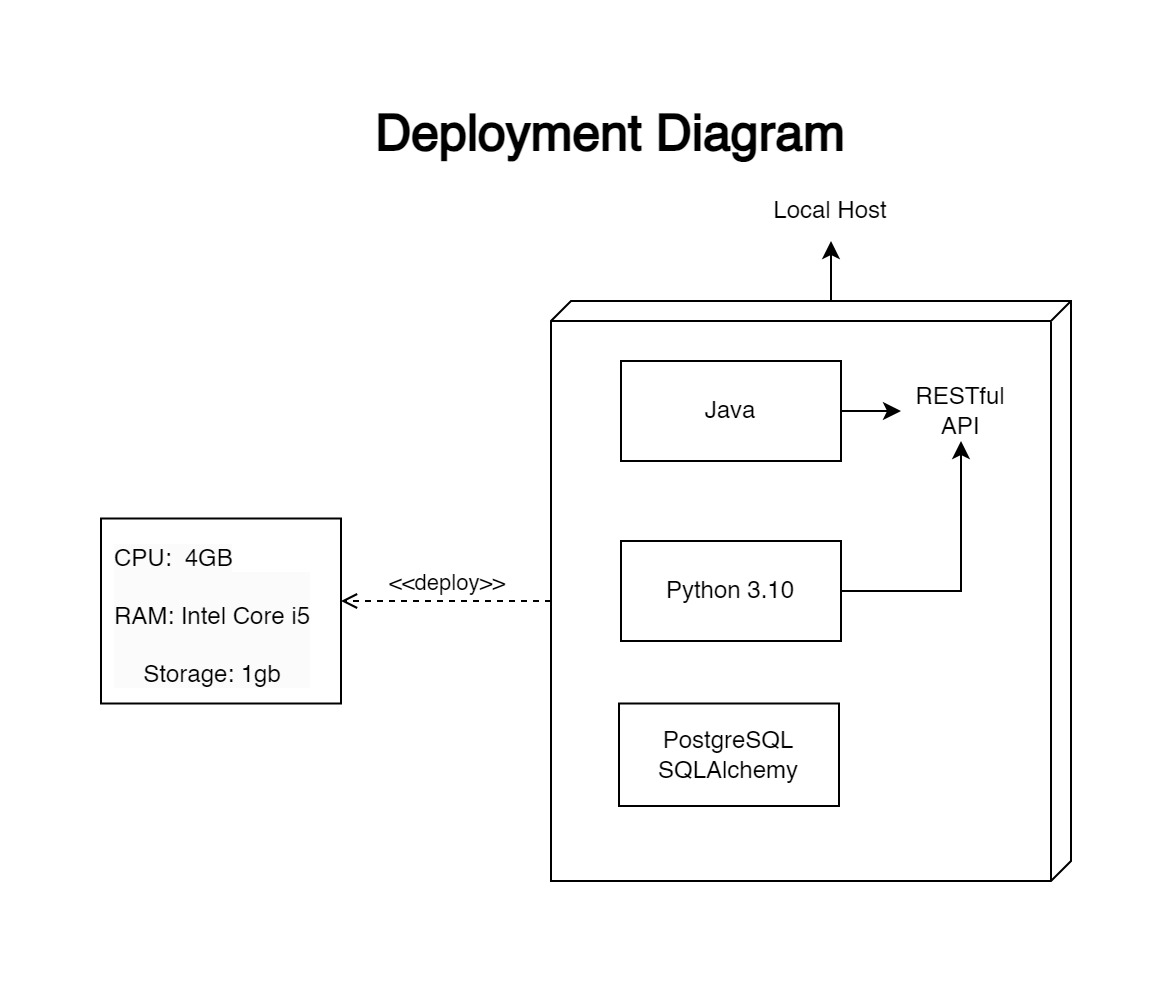 Deployment Diagram
Local Host
Java
RESTful
API
CPU:  4GB
<<deploy>>
RAM: Intel Core i5
Python 3.10
Storage: 1gb
PostgreSQL
SQLAlchemy